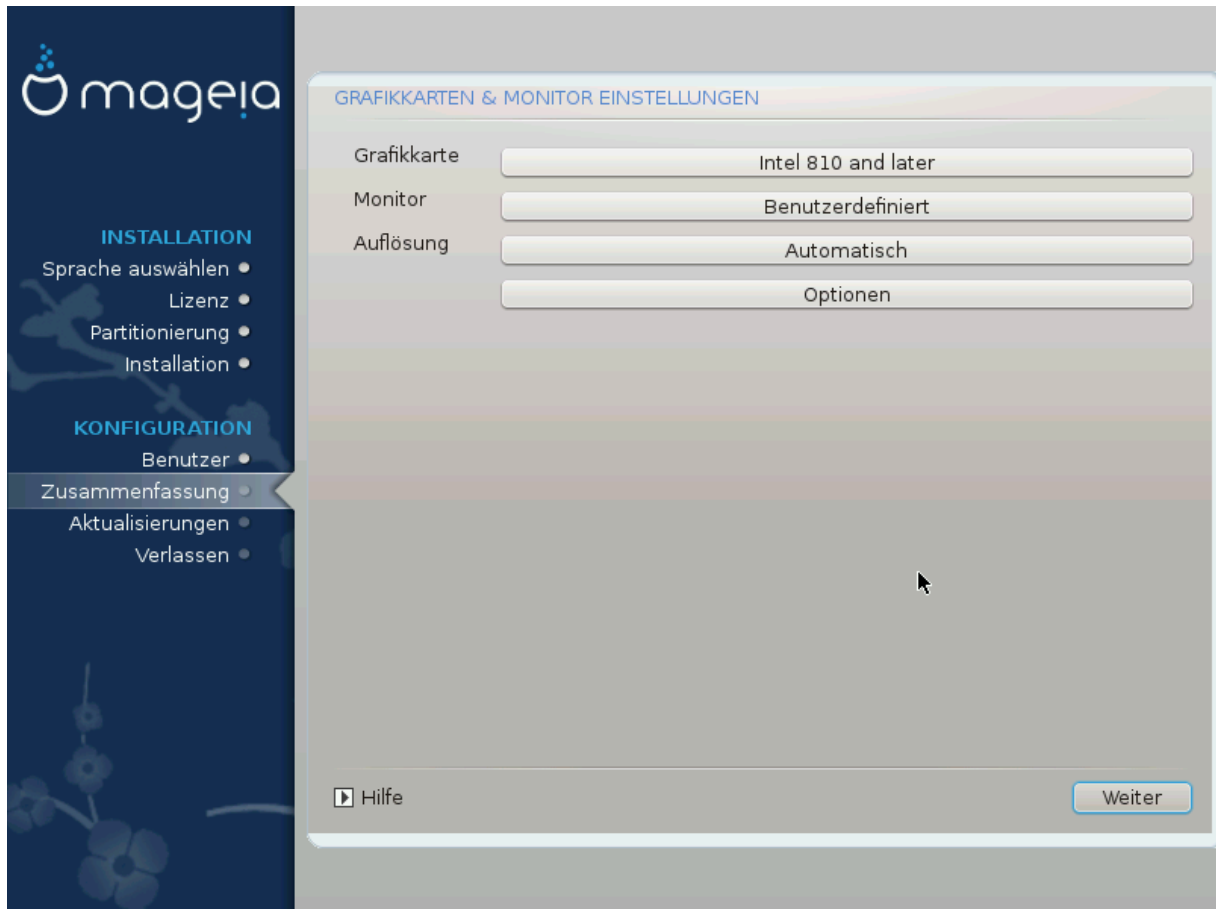 mageia
INSTALLATION
Sprache auswählen
Lizenz
Partitionierung
Installation
KONFIGURATION
Benutzer
Zusammenfassung
Aktualisierungen
Verlassen
GRAFIKKARTEN & MONITOR EINSTELLUNGEN
Grafikkarte Intel 810 and later
Monitor Benutzerdefiniert
Auflösung Automatisch
Optionen
Hilfe Weiter